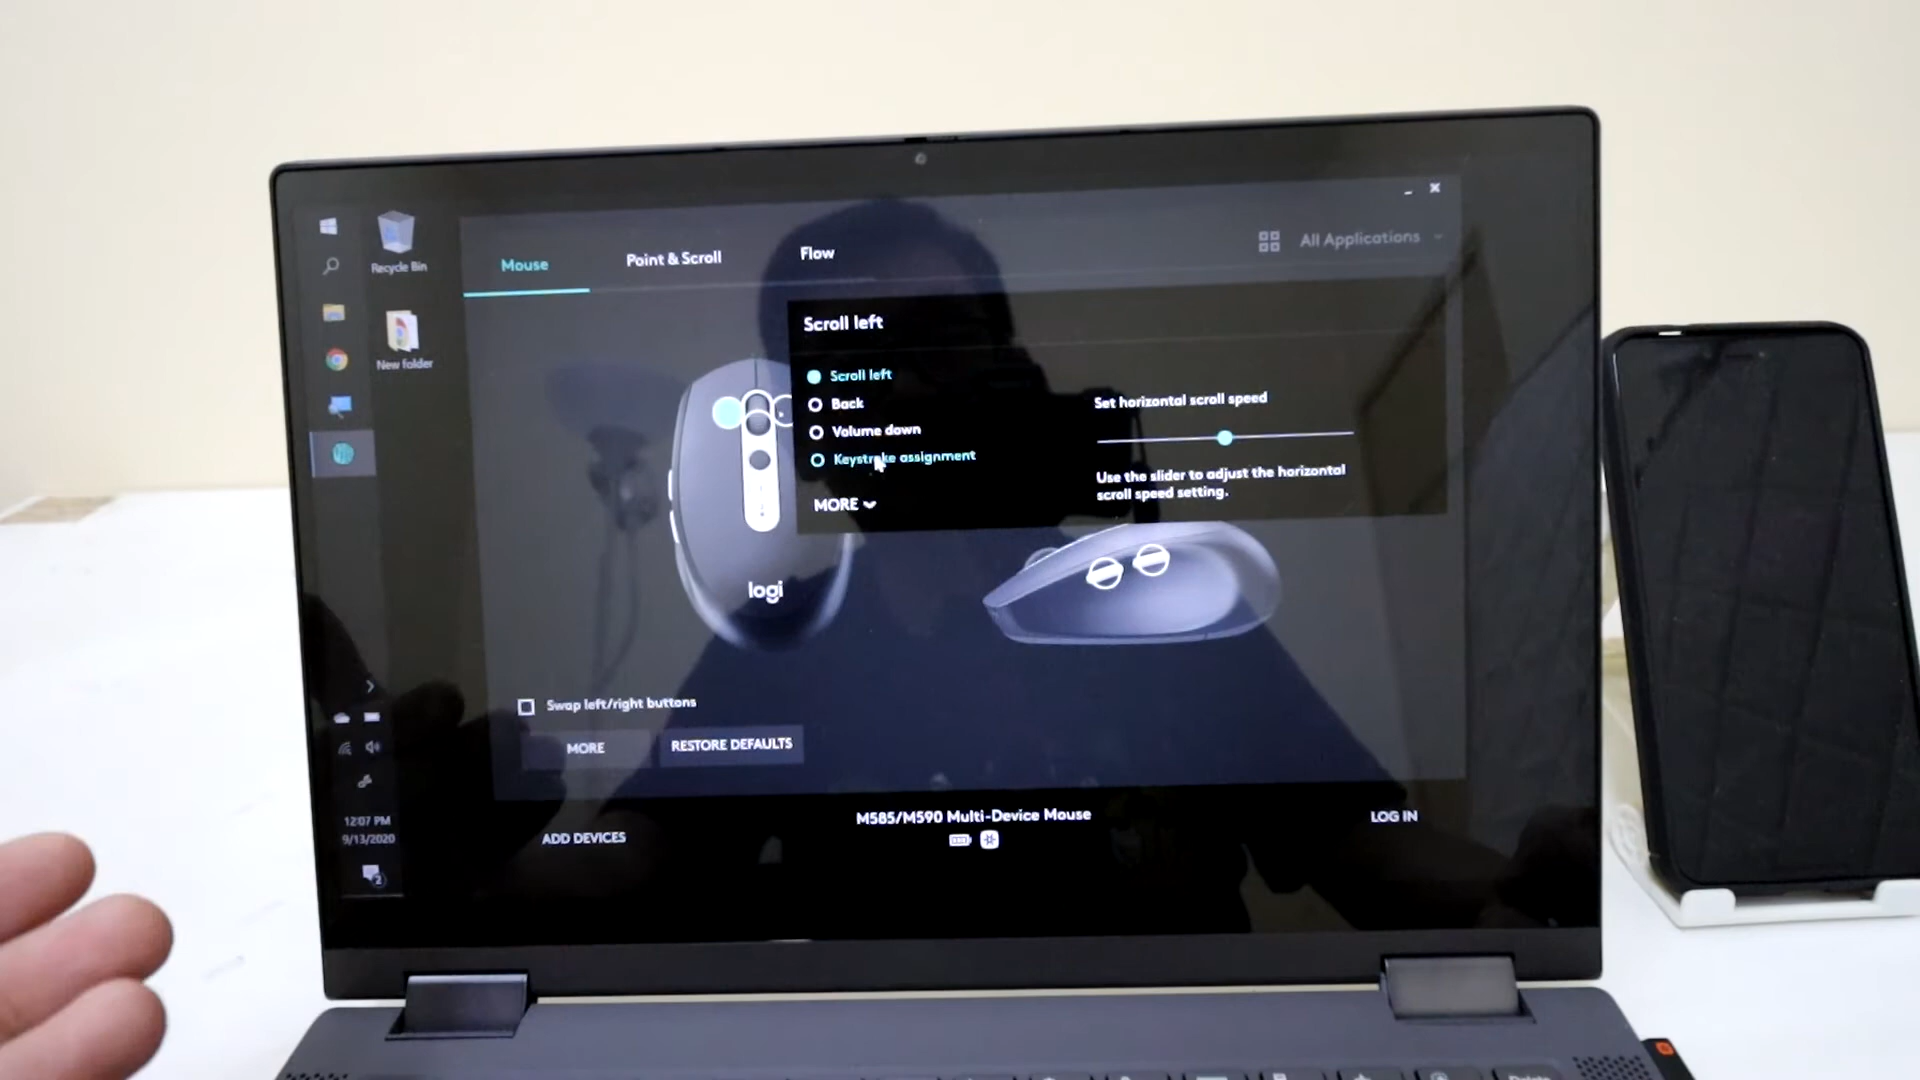 Recycle Bin
New folder
Mouse
Point & Scroll
Flow
All Applications
Scroll left
Scroll left
Back
Volume down
Keystroke assignment
MORE
Set horizontal scroll speed
Use the slider to adjust the horizontal
scroll speed setting.
logi
Swap left/right buttons
MORE
RESTORE DEFAULTS
M585/M590 Multi-Device Mouse
ADD DEVICES
LOG IN
12:07 PM
9/13/2020
2
Delete